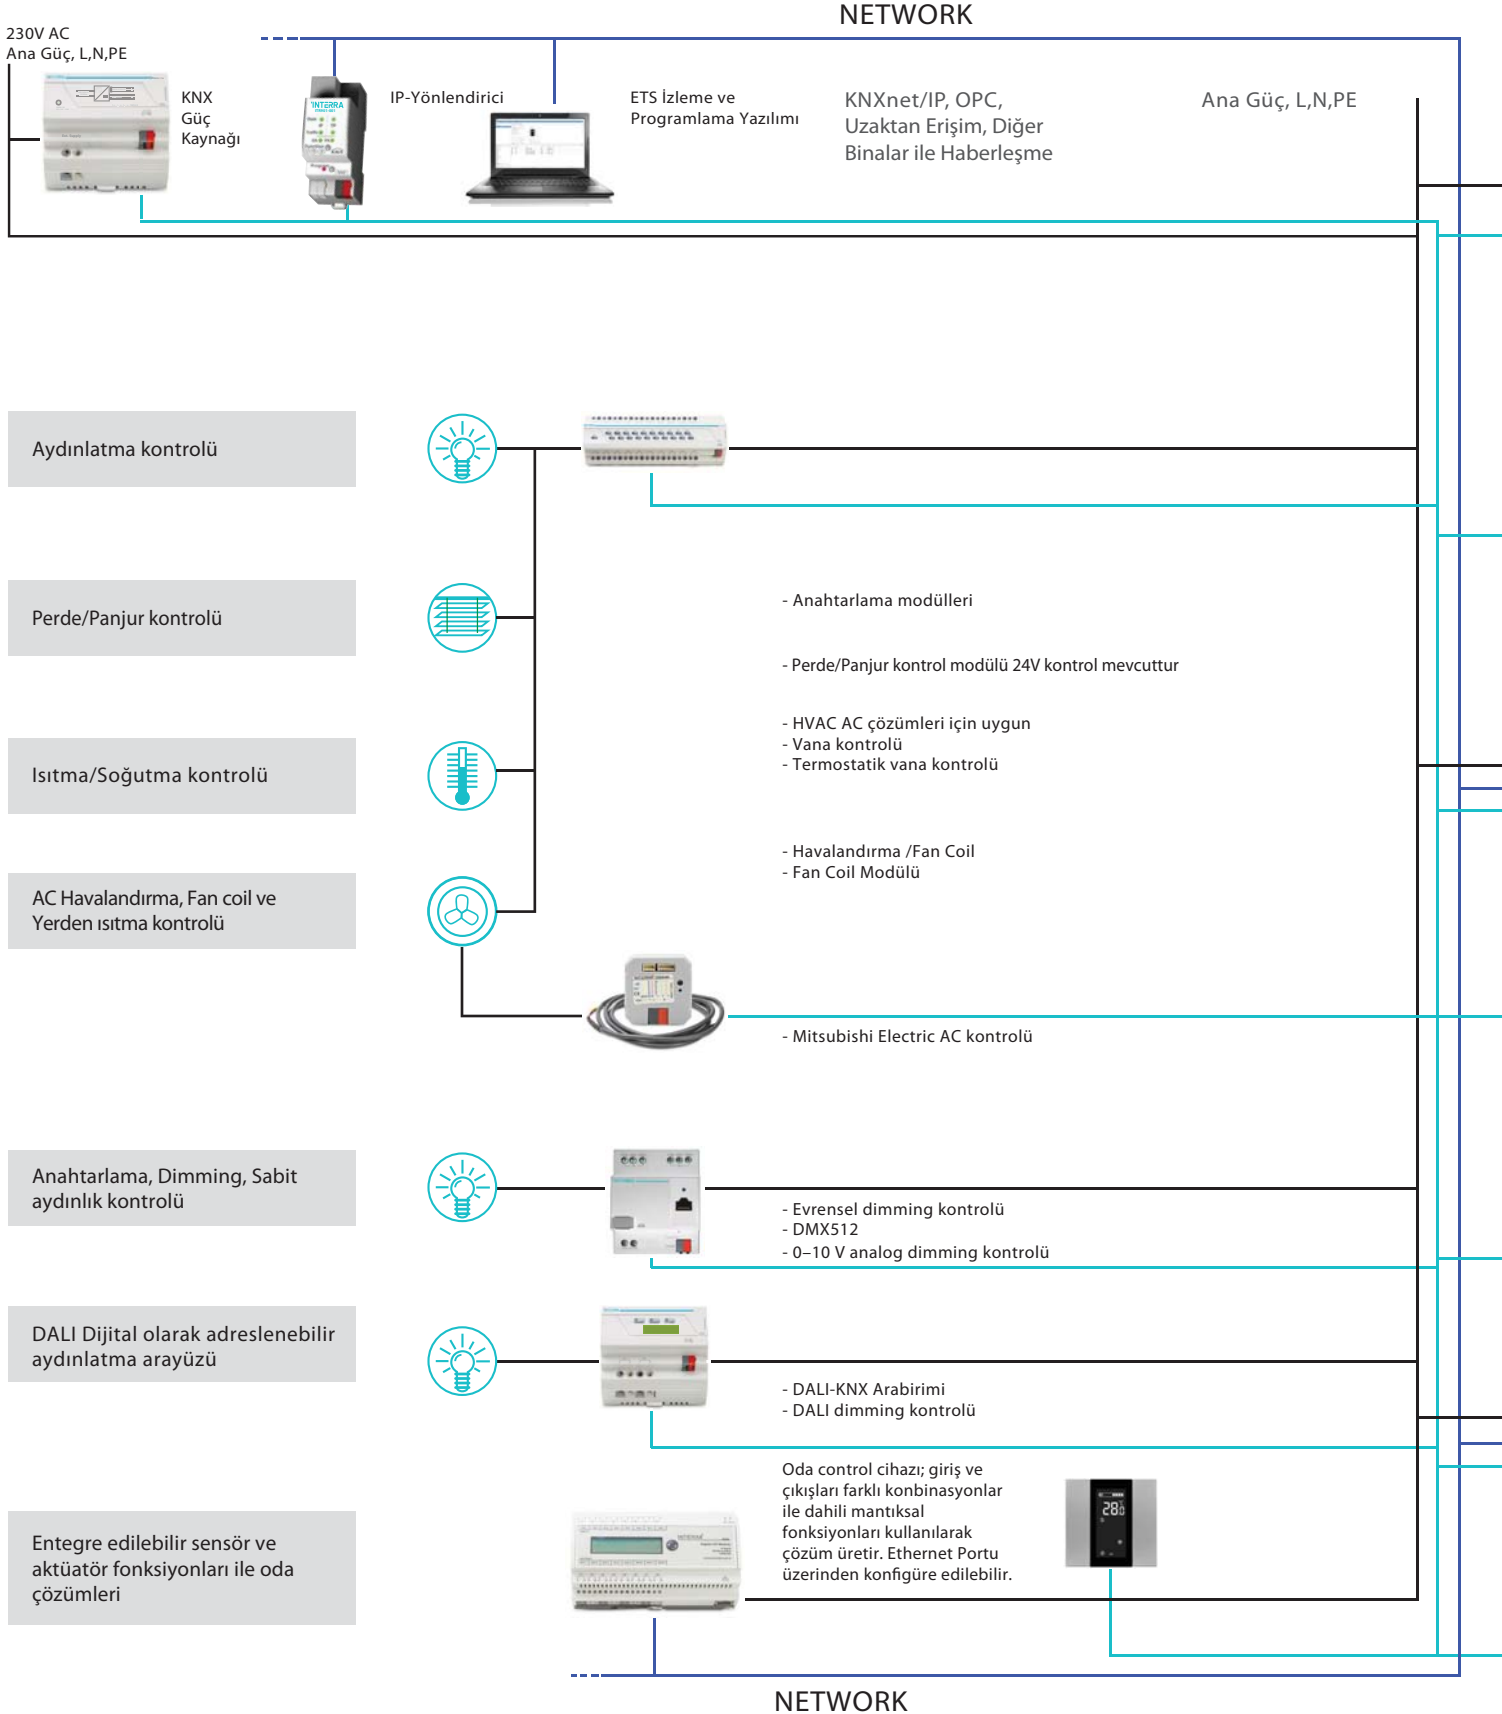 NETWORK
230V AC
Ana Güç, L,N,PE
KNX
Güç
Kaynağı
INTERRA
IP-Yönlendirici
ETS İzleme ve
Programlama Yazılımı
KNXnet/IP, OPC,
Uzaktan Erişim, Diğer
Binalar ile Haberleşme
Ana Güç, L,N,PE
Aydınlatma kontrolü
Perde/Panjur kontrolü
- Anahtarlama modülleri
- Perde/Panjur kontrol modülü 24V kontrol mevcuttur
Isıtma/Soğutma kontrolü
- HVAC AC çözümleri için uygun
- Vana kontrolü
- Termostatik vana kontrolü
- Havalandırma /Fan Coil
- Fan Coil Modülü
AC Havalandırma, Fan coil ve
Yerden ısıtma kontrolü
- Mitsubishi Electric AC kontrolü
Anahtarlama, Dimming, Sabit
aydınlık kontrolü
- Evrensel dimming kontrolü
- DMX512
- 0–10 V analog dimming kontrolü
DALI Dijital olarak adreslenebilir
aydınlatma arayüzü
- DALI-KNX Arabirimi
- DALI dimming kontrolü
Entegre edilebilir sensör ve
aktüatör fonksiyonları ile oda
çözümleri
Oda control cihazı; giriş ve
çıkışları farklı konbinasyonlar
ile dahili mantıksal
fonksiyonları kullanılarak
çözüm üretir. Ethernet Portu
üzerinden konfigüre edilebilir.
INTERRA
NETWORK